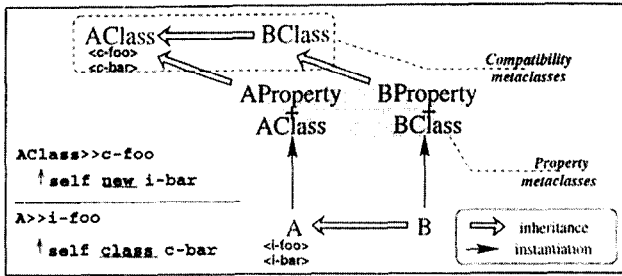 AClass BClass
<c-foo>
<c-bar>
Compatibility
metaclasses
AProperty BProperty
+ +
AClass BClass
Property
metaclasses
AClass>>c-foo
↑ self new i-bar
A>>i-foo
↑ self class c-bar
A B
<i-foo>
<i-bar>
inheritance
instantiation